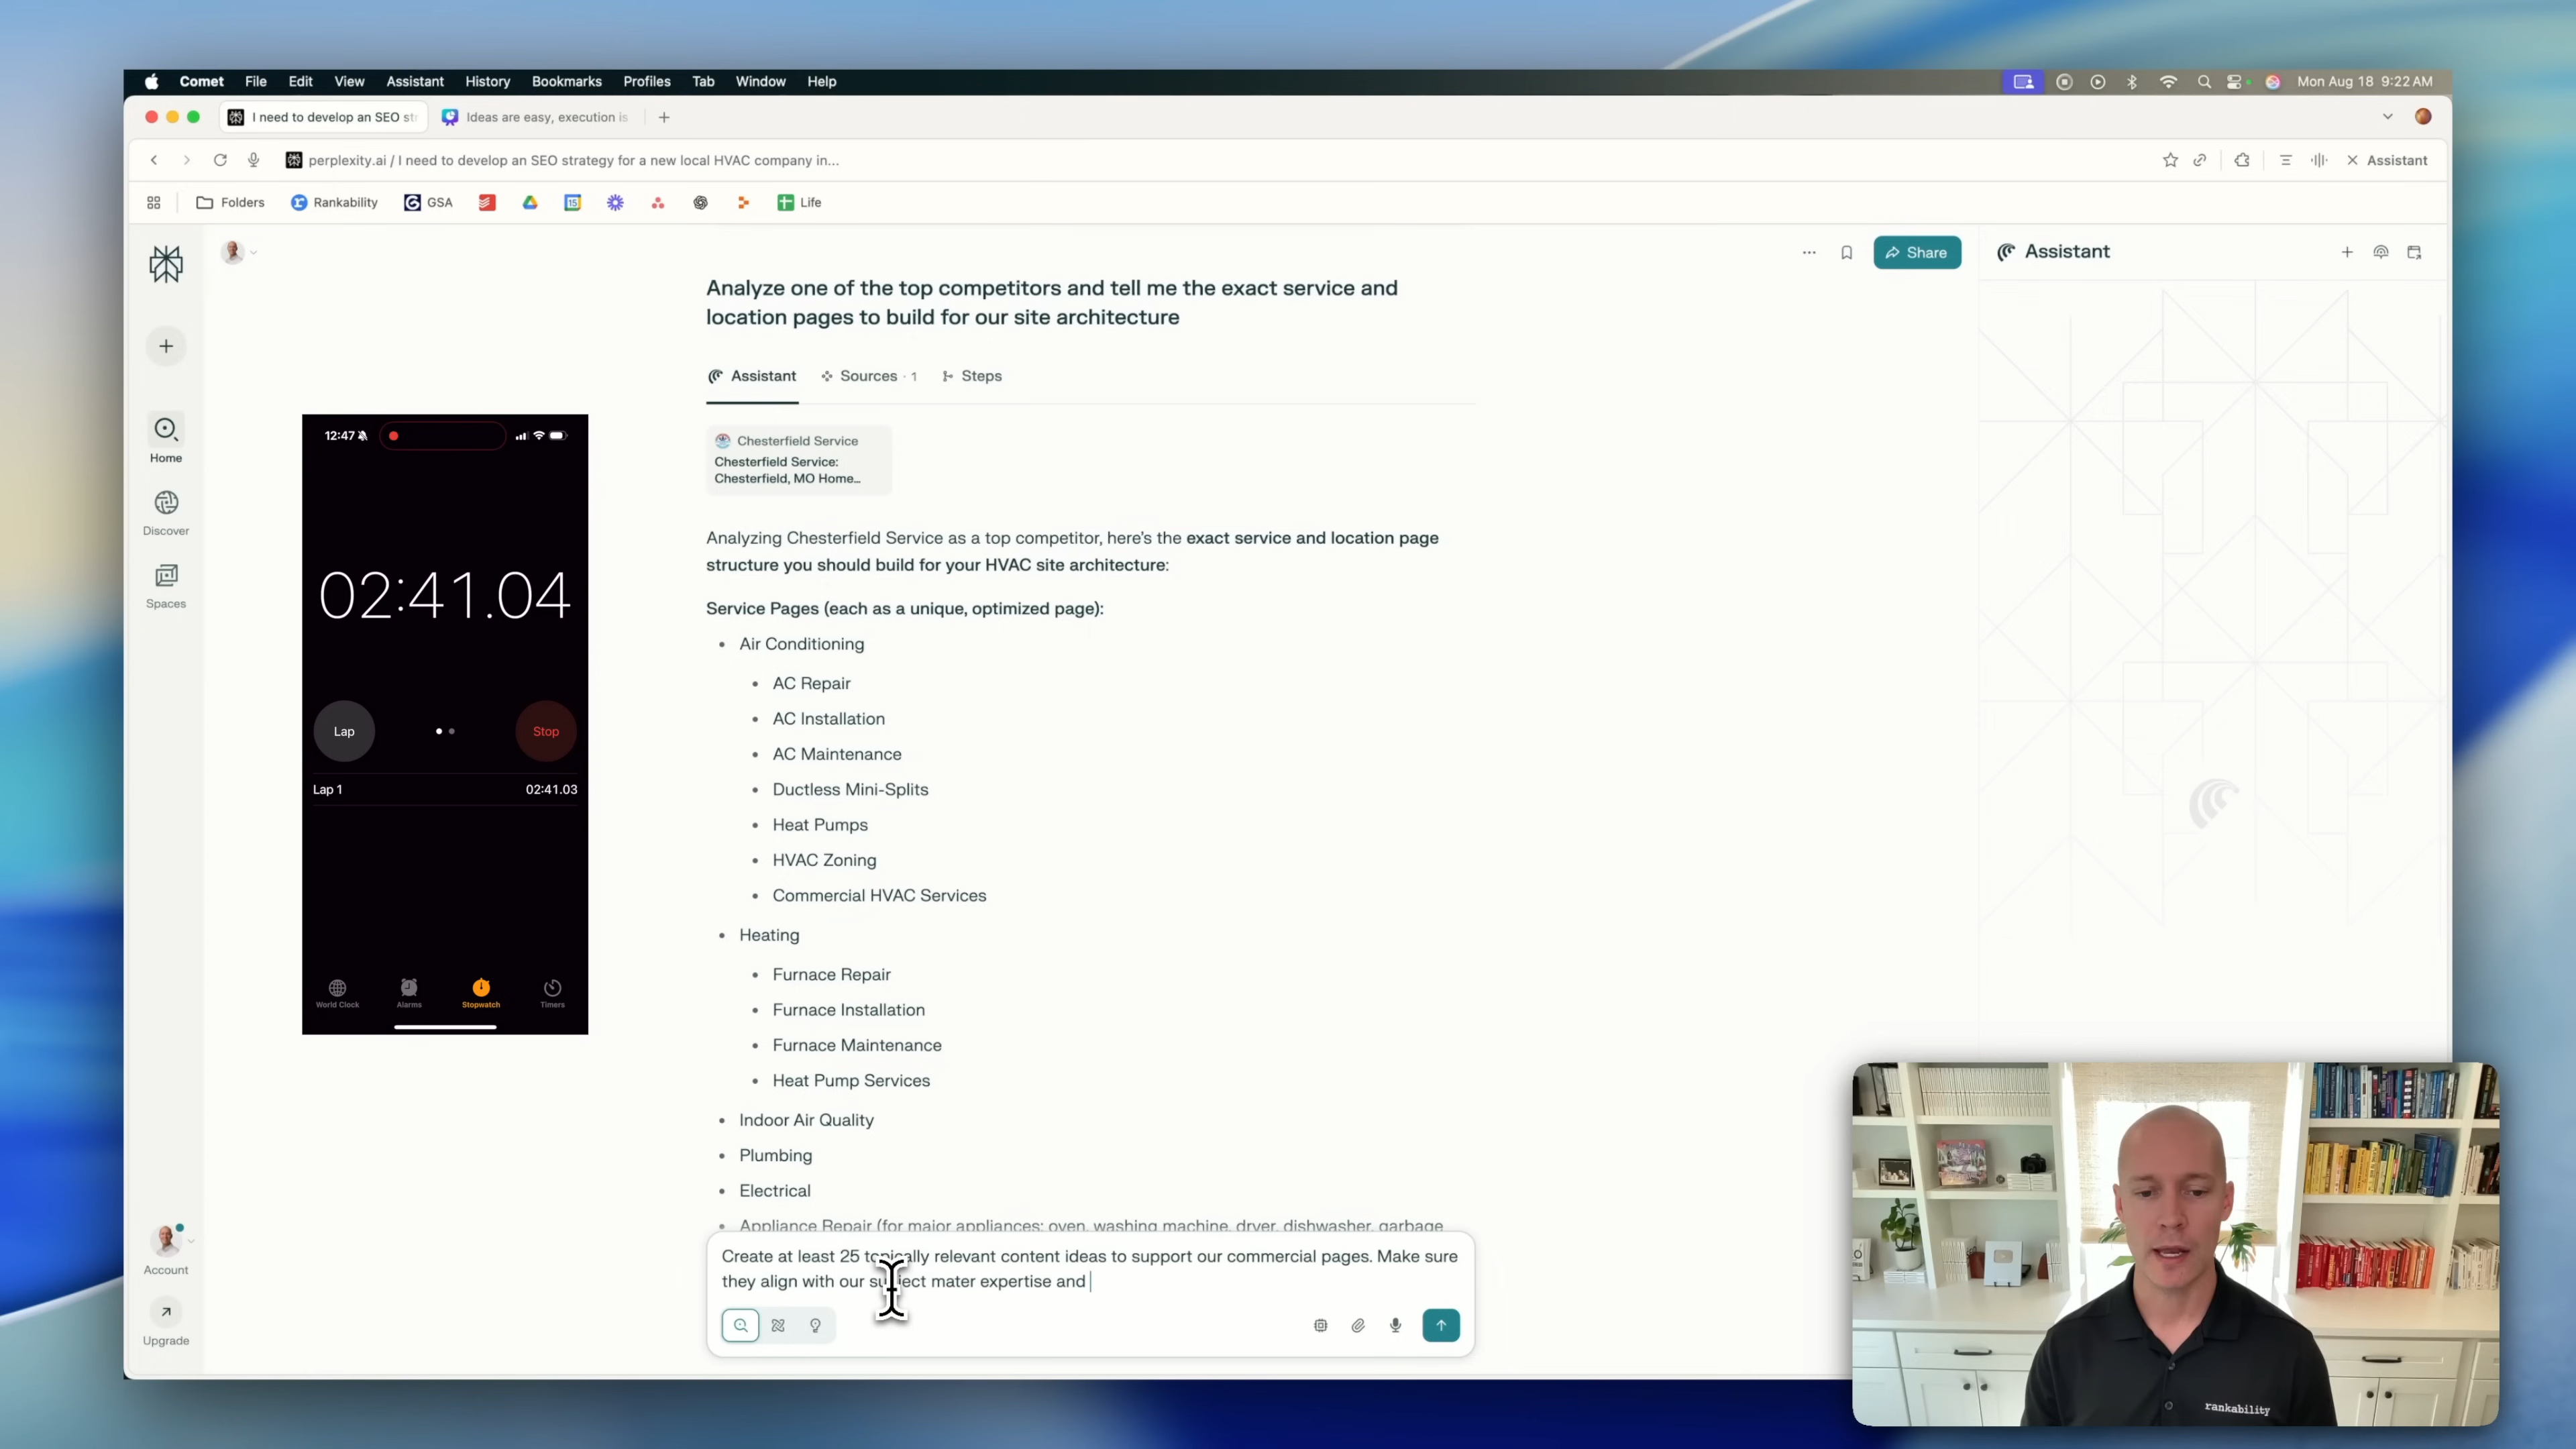 Comet File Edit View Assistant History Bookmarks Profiles Tab Window Help
Mon Aug 18 9:22 AM
I need to develop an SEO st
Ideas are easy, execution is
perplexity.ai / I need to develop an SEO strategy for a new local HVAC company in...
Assistant
Folders Rankability GSA 15 Life
Share
Assistant
Home
Discover
Spaces
Account
Upgrade
12:47
02:41.04
Lap
Stop
Lap 1 02:41.03
World Clock Alarms Stopwatch Timers
Analyze one of the top competitors and tell me the exact service and
location pages to build for our site architecture
Assistant Sources · 1 Steps
Chesterfield Service
Chesterfield Service:
Chesterfield, MO Home...
Analyzing Chesterfield Service as a top competitor, here's the exact service and location page
structure you should build for your HVAC site architecture:
Service Pages (each as a unique, optimized page):
• Air Conditioning
• AC Repair
• AC Installation
• AC Maintenance
• Ductless Mini-Splits
• Heat Pumps
• HVAC Zoning
• Commercial HVAC Services
• Heating
• Furnace Repair
• Furnace Installation
• Furnace Maintenance
• Heat Pump Services
• Indoor Air Quality
• Plumbing
• Electrical
• Appliance Repair (for major appliances: oven, washing machine, dryer, dishwasher, garbage
Create at least 25 topically relevant content ideas to support our commercial pages. Make sure
they align with our subject mater expertise and
rankability